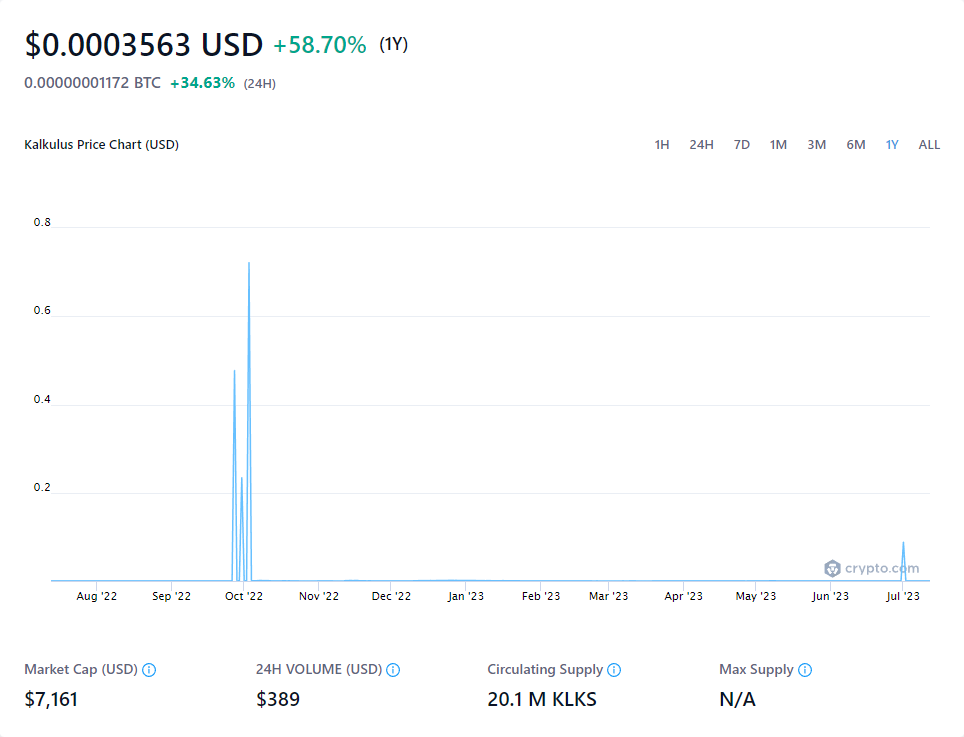 $0.0003563 USD +58.70% (1Y)
0.00000001172 BTC +34.63% (24H)
Kalkulus Price Chart (USD) 1H 24H 7D 1M 3M 6M 1Y ALL
0.8
0.6
0.4
0.2
crypto.com
Aug '22 Sep '22 Oct '22 Nov '22 Dec '22 Jan '23 Feb '23 Mar '23 Apr '23 May '23 Jun '23 Jul '23
Market Cap (USD) 24H VOLUME (USD) Circulating Supply Max Supply
$7,161 $389 20.1 M KLKS N/A